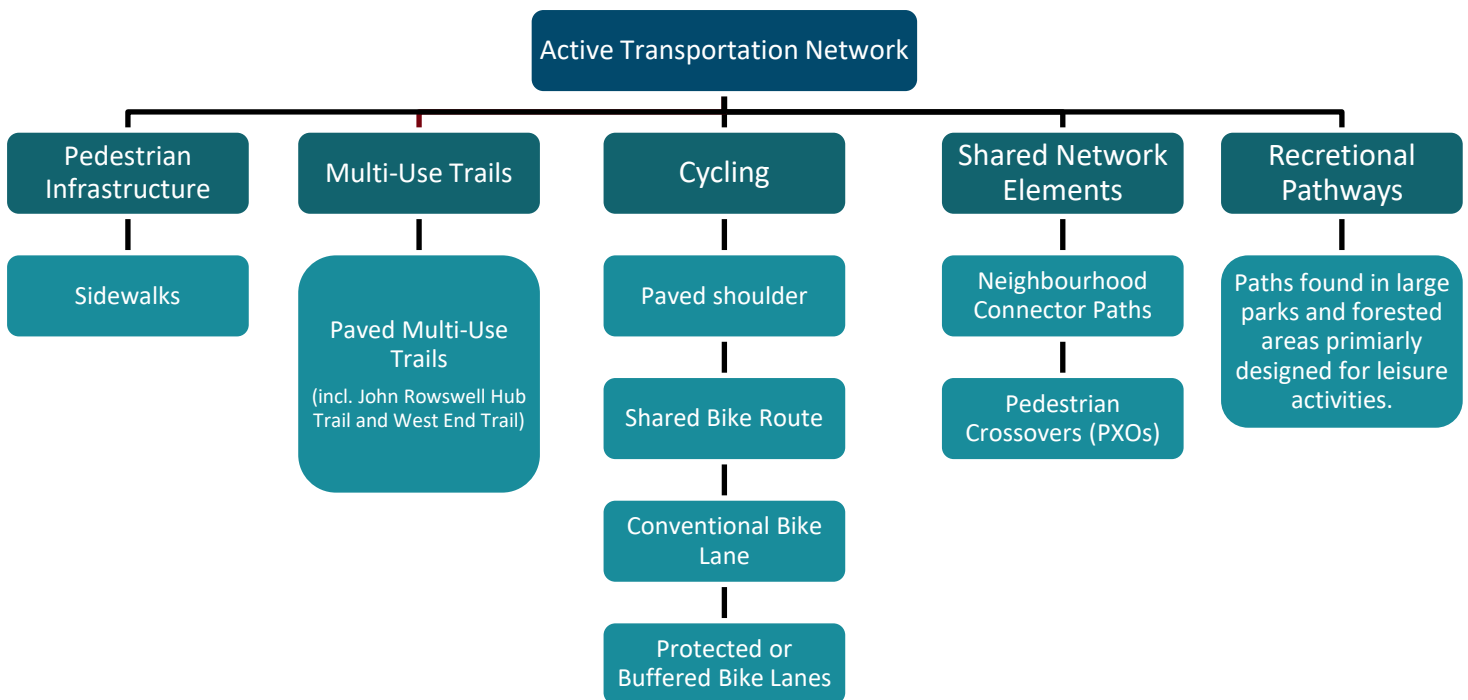 Active Transportation Network
Pedestrian
Infrastructure
Sidewalks
Multi-Use Trails
Paved Multi-Use
Trails
(incl. John Rowswell Hub
Trail and West End Trail)
Cycling
Paved shoulder
Shared Bike Route
Conventional Bike
Lane
Protected or
Buffered Bike Lanes
Shared Network
Elements
Neighbourhood
Connector Paths
Pedestrian
Crossovers (PXOs)
Recretional
Pathways
Paths found in large
parks and forested
areas primiarly
designed for leisure
activities.